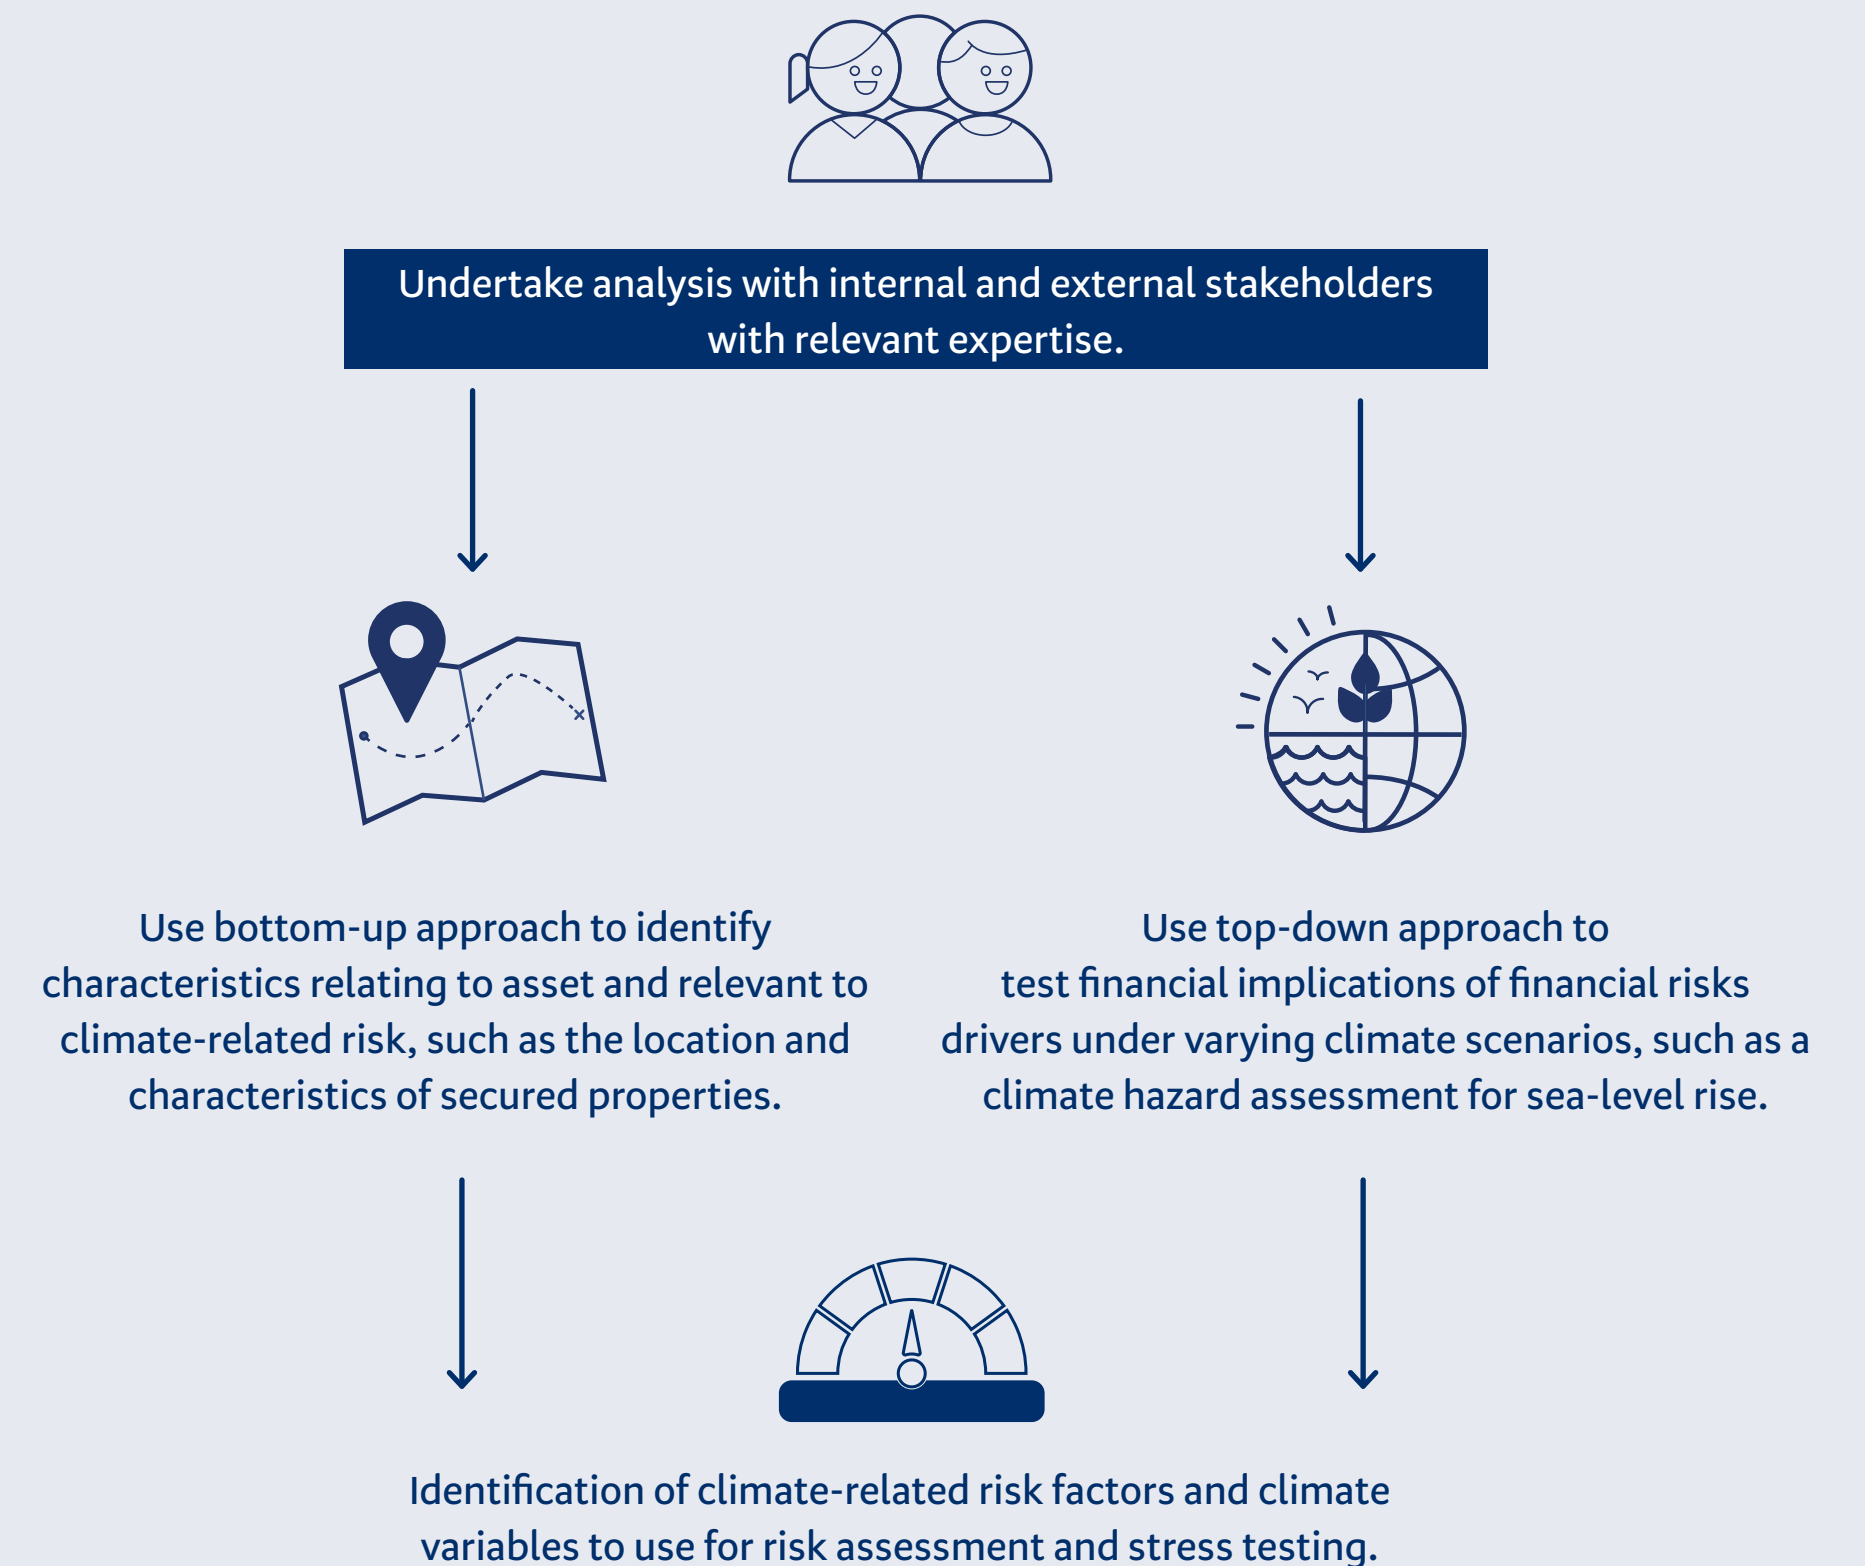 Undertake analysis with internal and external stakeholders
with relevant expertise.
Use bottom-up approach to identify
characteristics relating to asset and relevant to
climate-related risk, such as the location and
characteristics of secured properties.
Use top-down approach to
test financial implications of financial risks
drivers under varying climate scenarios, such as a
climate hazard assessment for sea-level rise.
Identification of climate-related risk factors and climate
variables to use for risk assessment and stress testing.